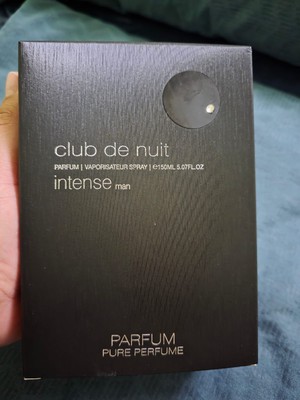 club de nuit
PARFUM | VAPORISATEUR SPRAY | ℮150ML 5.07FL.OZ
intense man
PARFUM
PURE PERFUME